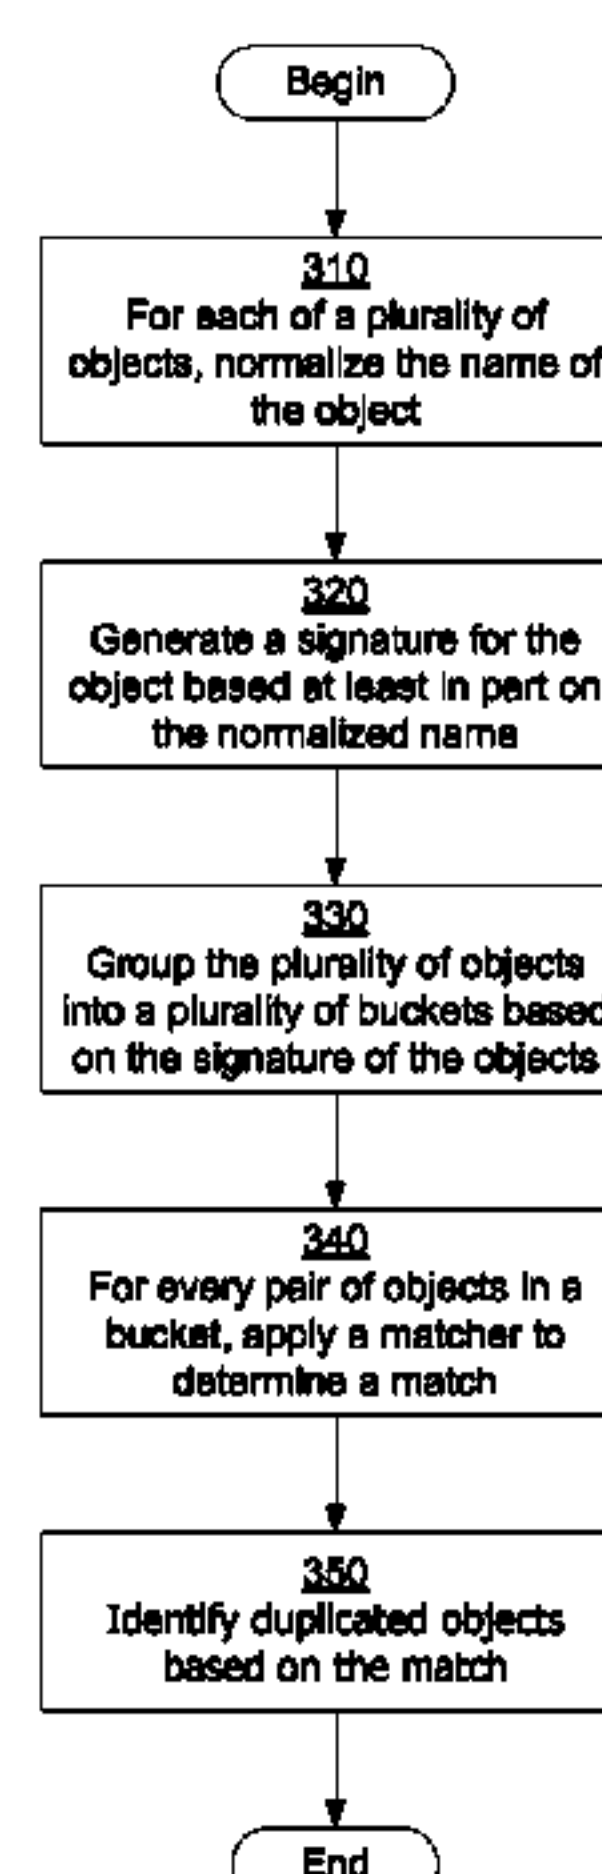 Begin
310
For each of a plurality of
objects, normalize the name of
the object
320
Generate a signature for the
object based at least in part on
the normalized name
330
Group the plurality of objects
into a plurality of buckets based
on the signature of the objects
340
For every pair of objects in a
bucket, apply a matcher to
determine a match
350
Identify duplicated objects
based on the match
End